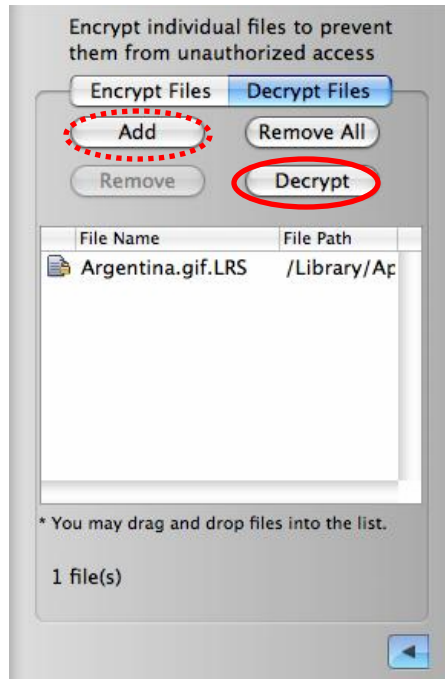 Encrypt individual files to prevent
them from unauthorized access
Encrypt Files Decrypt Files
Add Remove All
Remove Decrypt
File Name File Path
Argentina.gif.LRS /Library/Ap
* You may drag and drop files into the list.
1 file(s)